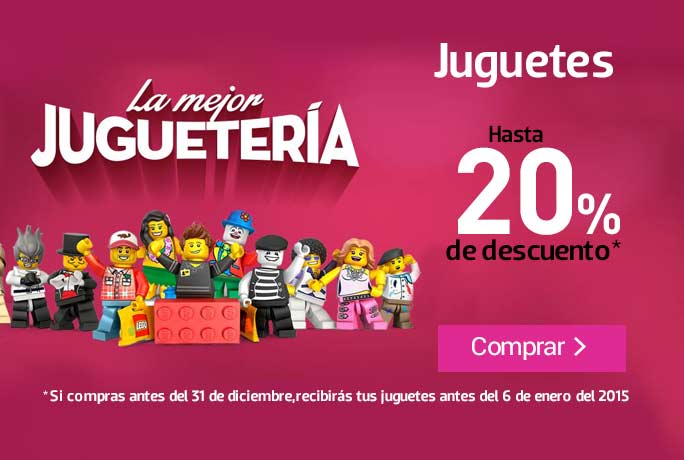 Juguetes
La mejor
JUGUETERÍA
Hasta
20%
de descuento*
LEGO
Comprar >
*Si compras antes del 31 de diciembre,recibirás tus juguetes antes del 6 de enero del 2015